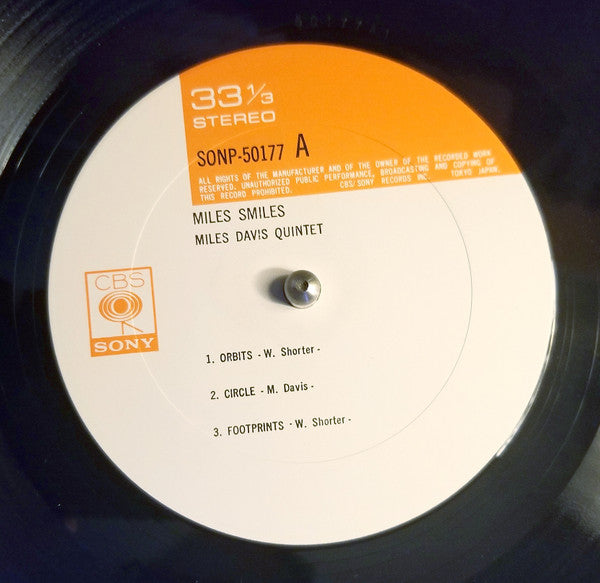 33 1/3
STEREO
SONP-50177 A
ALL RIGHTS OF THE MANUFACTURER AND OF THE OWNER OF THE RECORDED WORK
RESERVED. UNAUTHORIZED PUBLIC PERFORMANCE, BROADCASTING AND COPYING OF
THIS RECORD PROHIBITED. CBS/SONY RECORDS INC. TOKYO JAPAN.
MILES SMILES
MILES DAVIS QUINTET
CBS
SONY
1. ORBITS - W. Shorter -
2. CIRCLE - M. Davis -
3. FOOTPRINTS - W. Shorter -